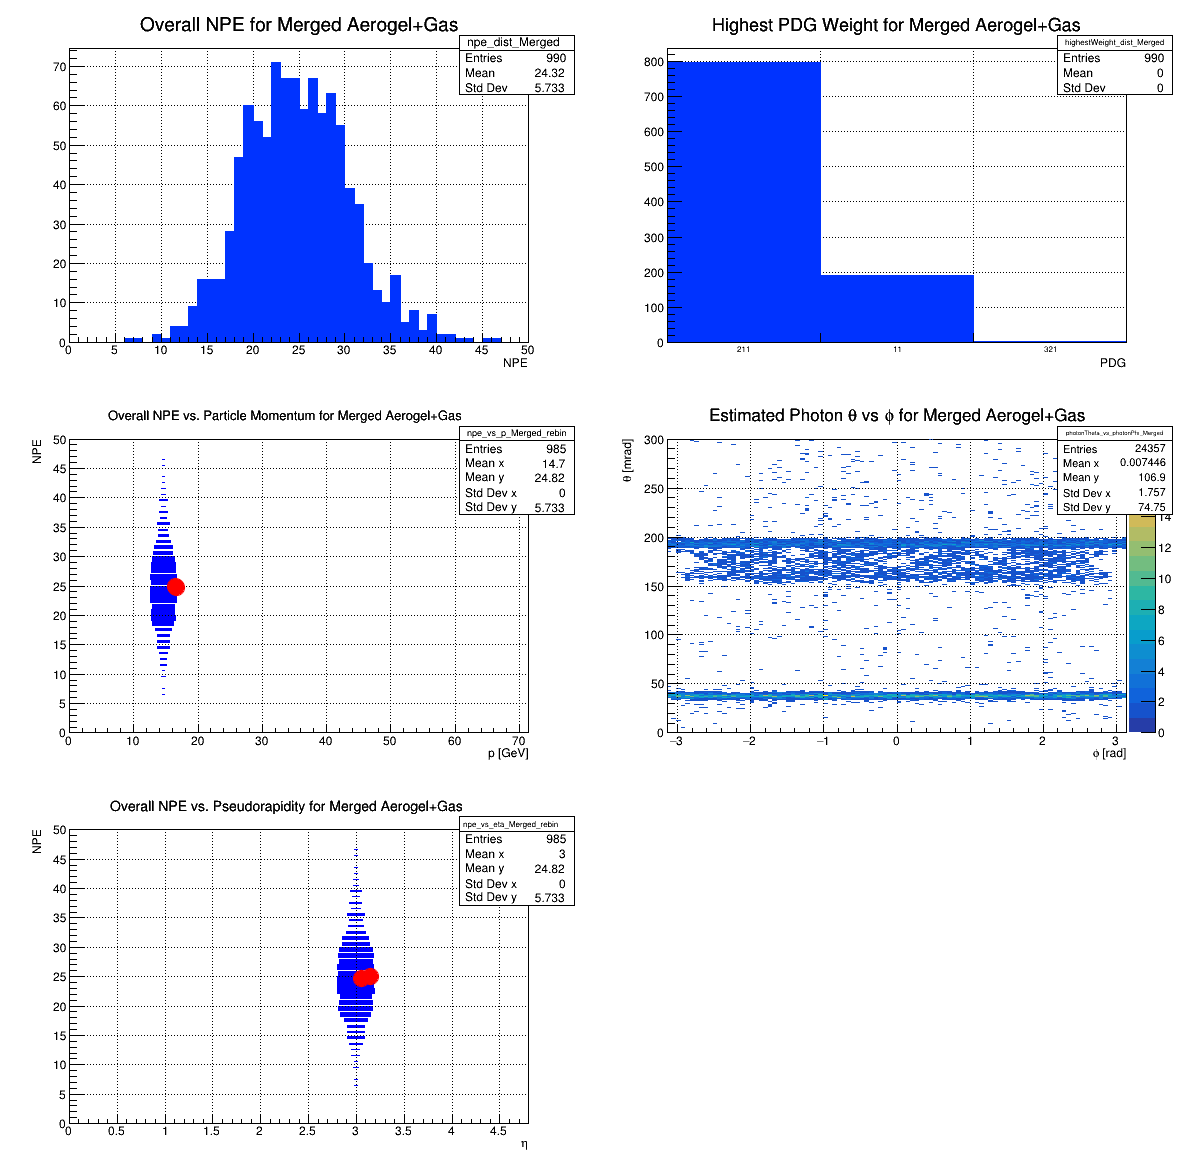 Overall NPE for Merged Aerogel+Gas
npe_dist_Merged
Entries 990
Mean 24.32
Std Dev 5.733
70
60
50
40
30
20
10
0
0 5 10 15 20 25 30 35 40 45 50
NPE
Highest PDG Weight for Merged Aerogel+Gas
highestWeight_dist_Merged
Entries 990
Mean 0
Std Dev 0
800
700
600
500
400
300
200
100
0
211 11 321
PDG
Overall NPE vs. Particle Momentum for Merged Aerogel+Gas
npe_vs_p_Merged_rebin
Entries 985
Mean x 14.7
Mean y 24.82
Std Dev x 0
Std Dev y 5.733
NPE
50
45
40
35
30
25
20
15
10
5
0
0 10 20 30 40 50 60 70
p [GeV]
Estimated Photon θ vs ϕ for Merged Aerogel+Gas
photonTheta_vs_photonPhi_Merged
Entries 24357
Mean x 0.007446
Mean y 106.9
Std Dev x 1.757
Std Dev y 74.75
θ [mrad]
300
250
200
150
100
50
0
−3 −2 −1 0 1 2 3
ϕ [rad]
14
12
10
8
6
4
2
0
Overall NPE vs. Pseudorapidity for Merged Aerogel+Gas
npe_vs_eta_Merged_rebin
Entries 985
Mean x 3
Mean y 24.82
Std Dev x 0
Std Dev y 5.733
NPE
50
45
40
35
30
25
20
15
10
5
0
0 0.5 1 1.5 2 2.5 3 3.5 4 4.5
η